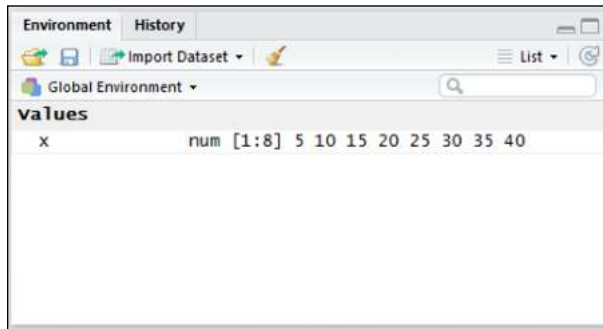 Environment History
Import Dataset List
Global Environment
Values
x num [1:8] 5 10 15 20 25 30 35 40